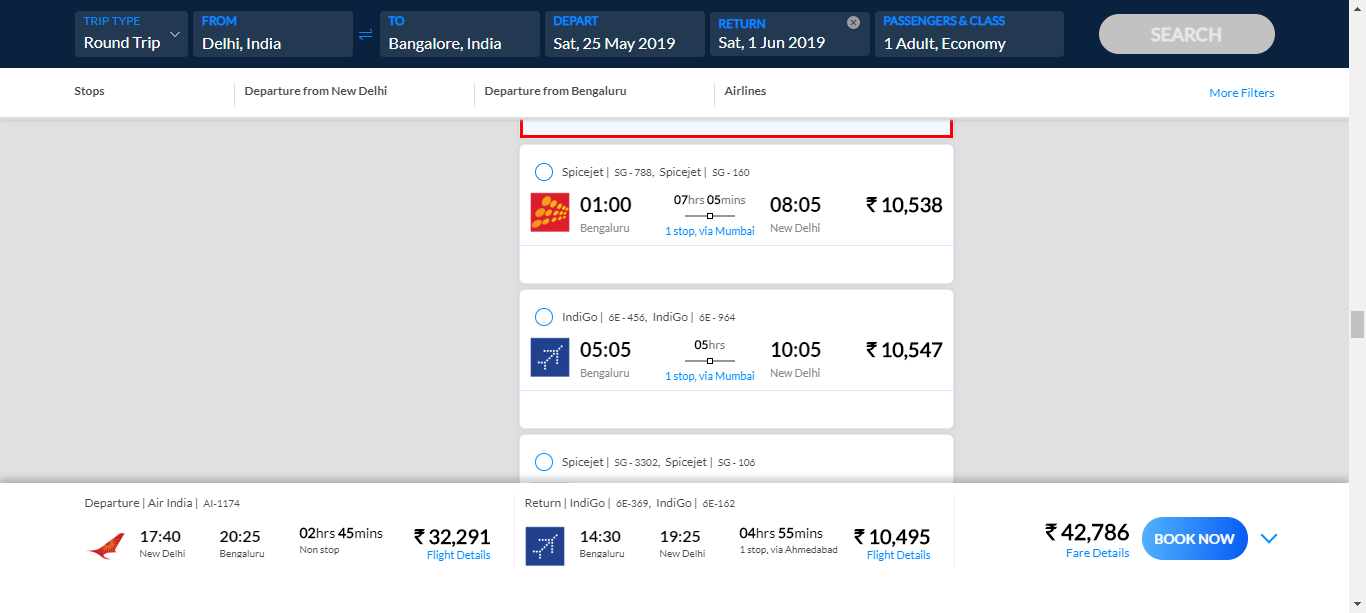 TRIP TYPE FROM TO DEPART RETURN PASSENGERS & CLASS
Round Trip Delhi, India Bangalore, India Sat, 25 May 2019 Sat, 1 Jun 2019 1 Adult, Economy SEARCH
Stops Departure from New Delhi Departure from Bengaluru Airlines More Filters
Spicejet | SG - 788, Spicejet | SG - 160
01:00 07hrs 05mins 08:05 ₹ 10,538
Bengaluru 1 stop, via Mumbai New Delhi
IndiGo | 6E - 456, IndiGo | 6E - 964
05:05 05hrs 10:05 ₹ 10,547
Bengaluru 1 stop, via Mumbai New Delhi
Spicejet | SG - 3302, Spicejet | SG - 106
Departure | Air India | AI-1174
17:40 20:25 02hrs 45mins ₹ 32,291
New Delhi Bengaluru Non stop Flight Details
Return | IndiGo | 6E-369, IndiGo | 6E-162
14:30 19:25 04hrs 55mins ₹ 10,495
Bengaluru New Delhi 1 stop, via Ahmedabad Flight Details
₹ 42,786 BOOK NOW
Fare Details